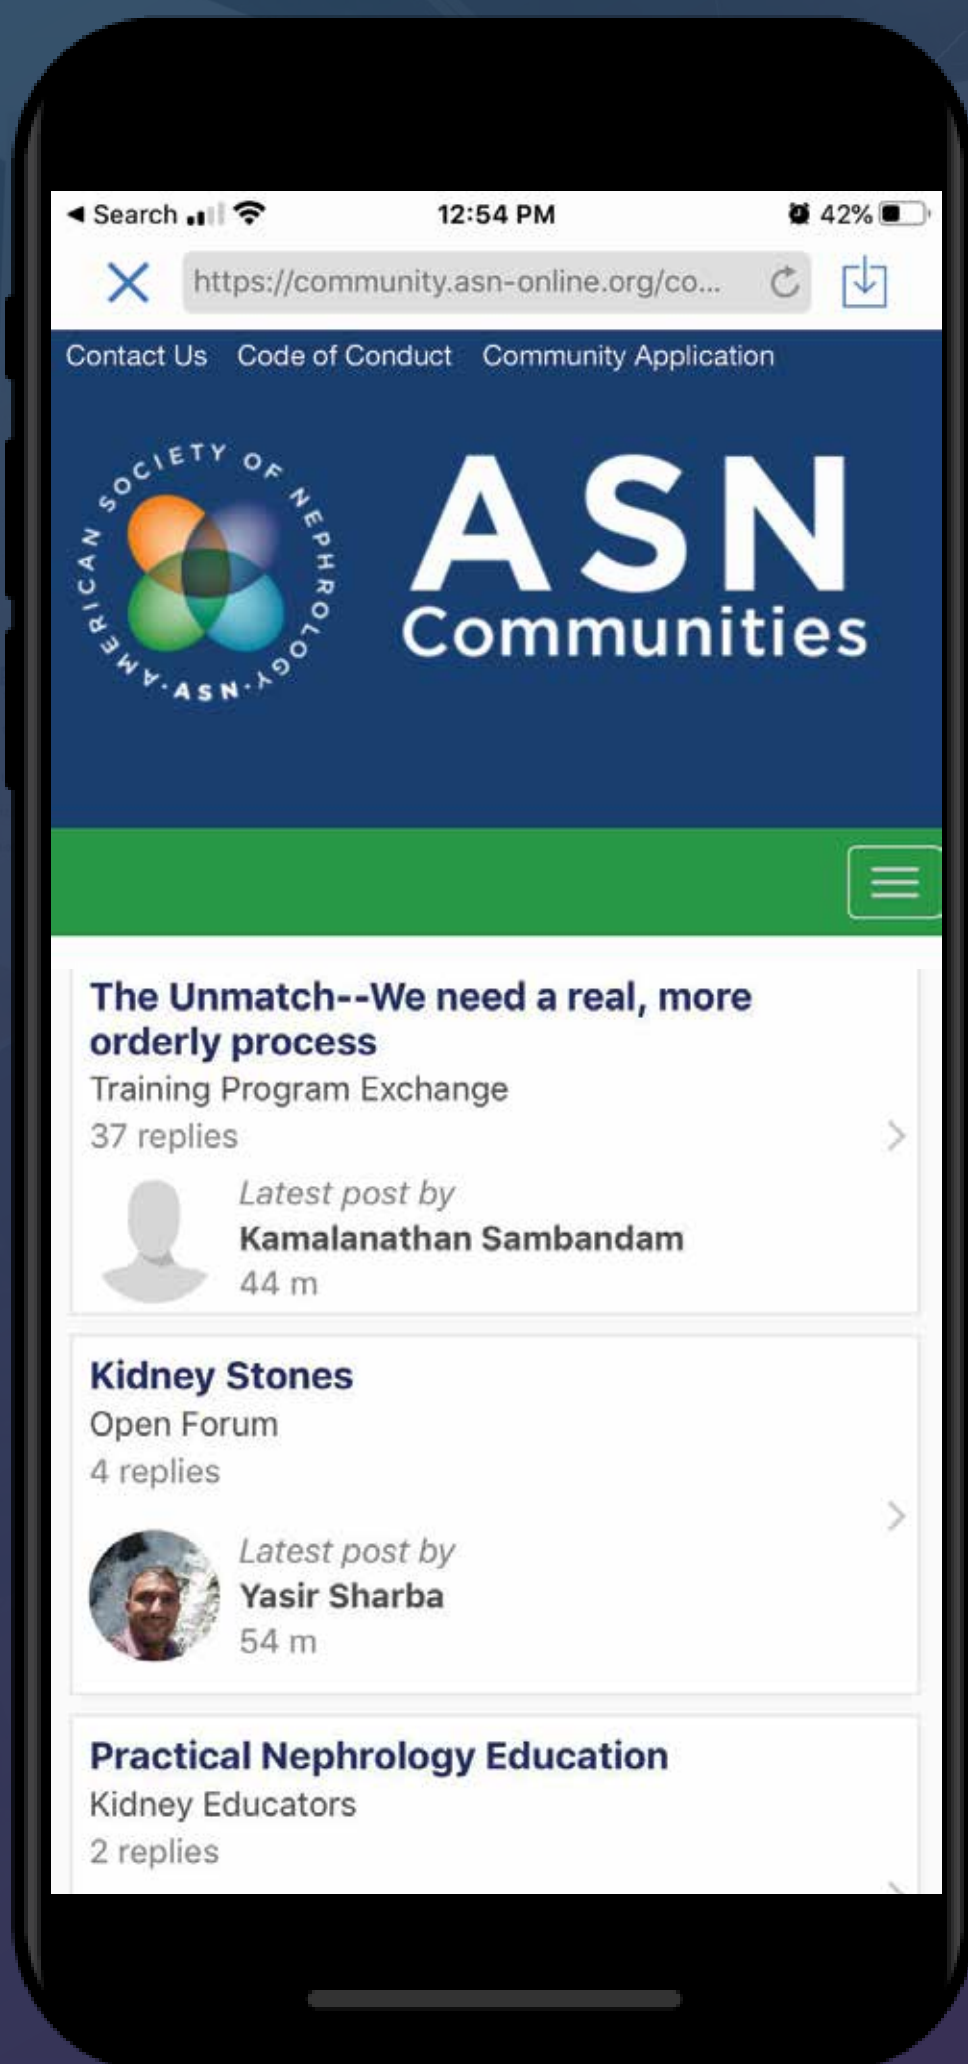 Search
12:54 PM
42%
https://community.asn-online.org/co...
Contact Us Code of Conduct Community Application
AMERICAN SOCIETY OF NEPHROLOGY · ASN ·
ASN
Communities
The Unmatch--We need a real, more
orderly process
Training Program Exchange
37 replies
Latest post by
Kamalanathan Sambandam
44 m
Kidney Stones
Open Forum
4 replies
Latest post by
Yasir Sharba
54 m
Practical Nephrology Education
Kidney Educators
2 replies